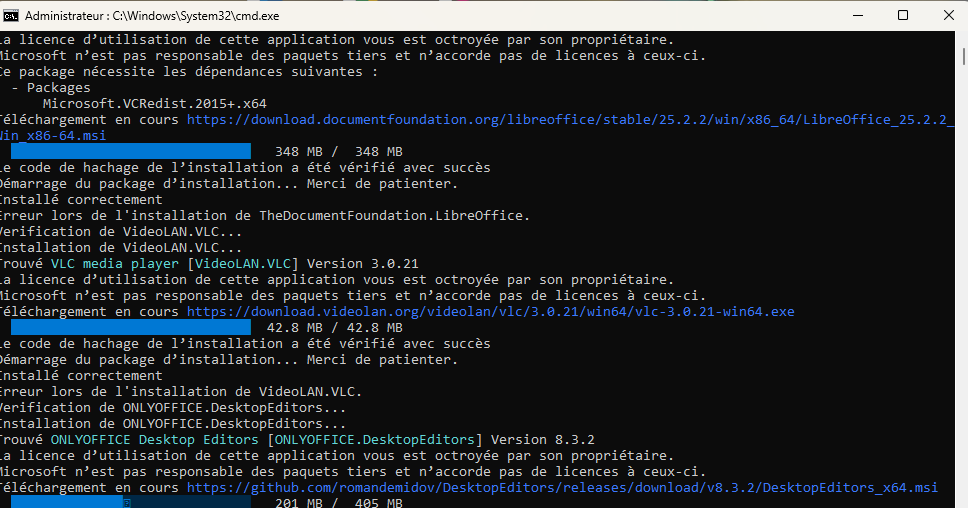 Administrateur : C:\Windows\System32\cmd.exe
La licence d’utilisation de cette application vous est octroyée par son propriétaire.
Microsoft n’est pas responsable des paquets tiers et n’accorde pas de licences à ceux-ci.
Ce package nécessite les dépendances suivantes :
- Packages
Microsoft.VCRedist.2015+.x64
Téléchargement en cours https://download.documentfoundation.org/libreoffice/stable/25.2.2/win/x86_64/LibreOffice_25.2.2_
Win_x86-64.msi
348 MB / 348 MB
Le code de hachage de l’installation a été vérifié avec succès
Démarrage du package d’installation... Merci de patienter.
Installé correctement
Erreur lors de l'installation de TheDocumentFoundation.LibreOffice.
Verification de VideoLAN.VLC...
Installation de VideoLAN.VLC...
Trouvé VLC media player [VideoLAN.VLC] Version 3.0.21
La licence d’utilisation de cette application vous est octroyée par son propriétaire.
Microsoft n’est pas responsable des paquets tiers et n’accorde pas de licences à ceux-ci.
Téléchargement en cours https://download.videolan.org/videolan/vlc/3.0.21/win64/vlc-3.0.21-win64.exe
42.8 MB / 42.8 MB
Le code de hachage de l’installation a été vérifié avec succès
Démarrage du package d’installation... Merci de patienter.
Installé correctement
Erreur lors de l'installation de VideoLAN.VLC.
Verification de ONLYOFFICE.DesktopEditors...
Installation de ONLYOFFICE.DesktopEditors...
Trouvé ONLYOFFICE Desktop Editors [ONLYOFFICE.DesktopEditors] Version 8.3.2
La licence d’utilisation de cette application vous est octroyée par son propriétaire.
Microsoft n’est pas responsable des paquets tiers et n’accorde pas de licences à ceux-ci.
Téléchargement en cours https://github.com/romandemidov/DesktopEditors/releases/download/v8.3.2/DesktopEditors_x64.msi
201 MB / 405 MB